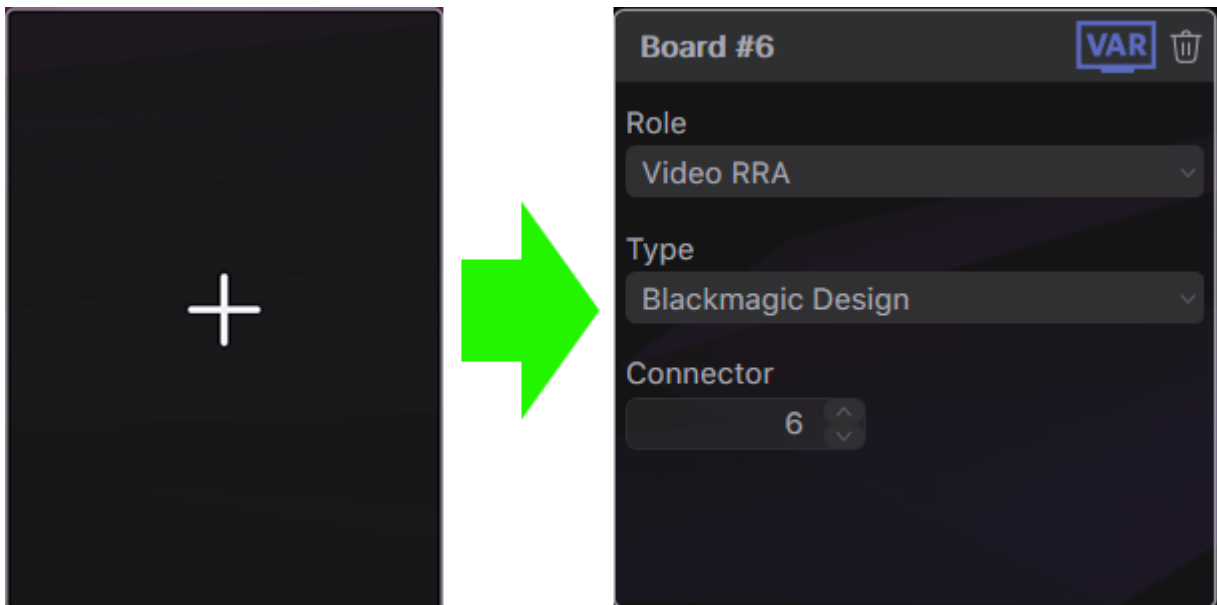 Board #6
VAR
Role
Video RRA
Type
Blackmagic Design
Connector
6